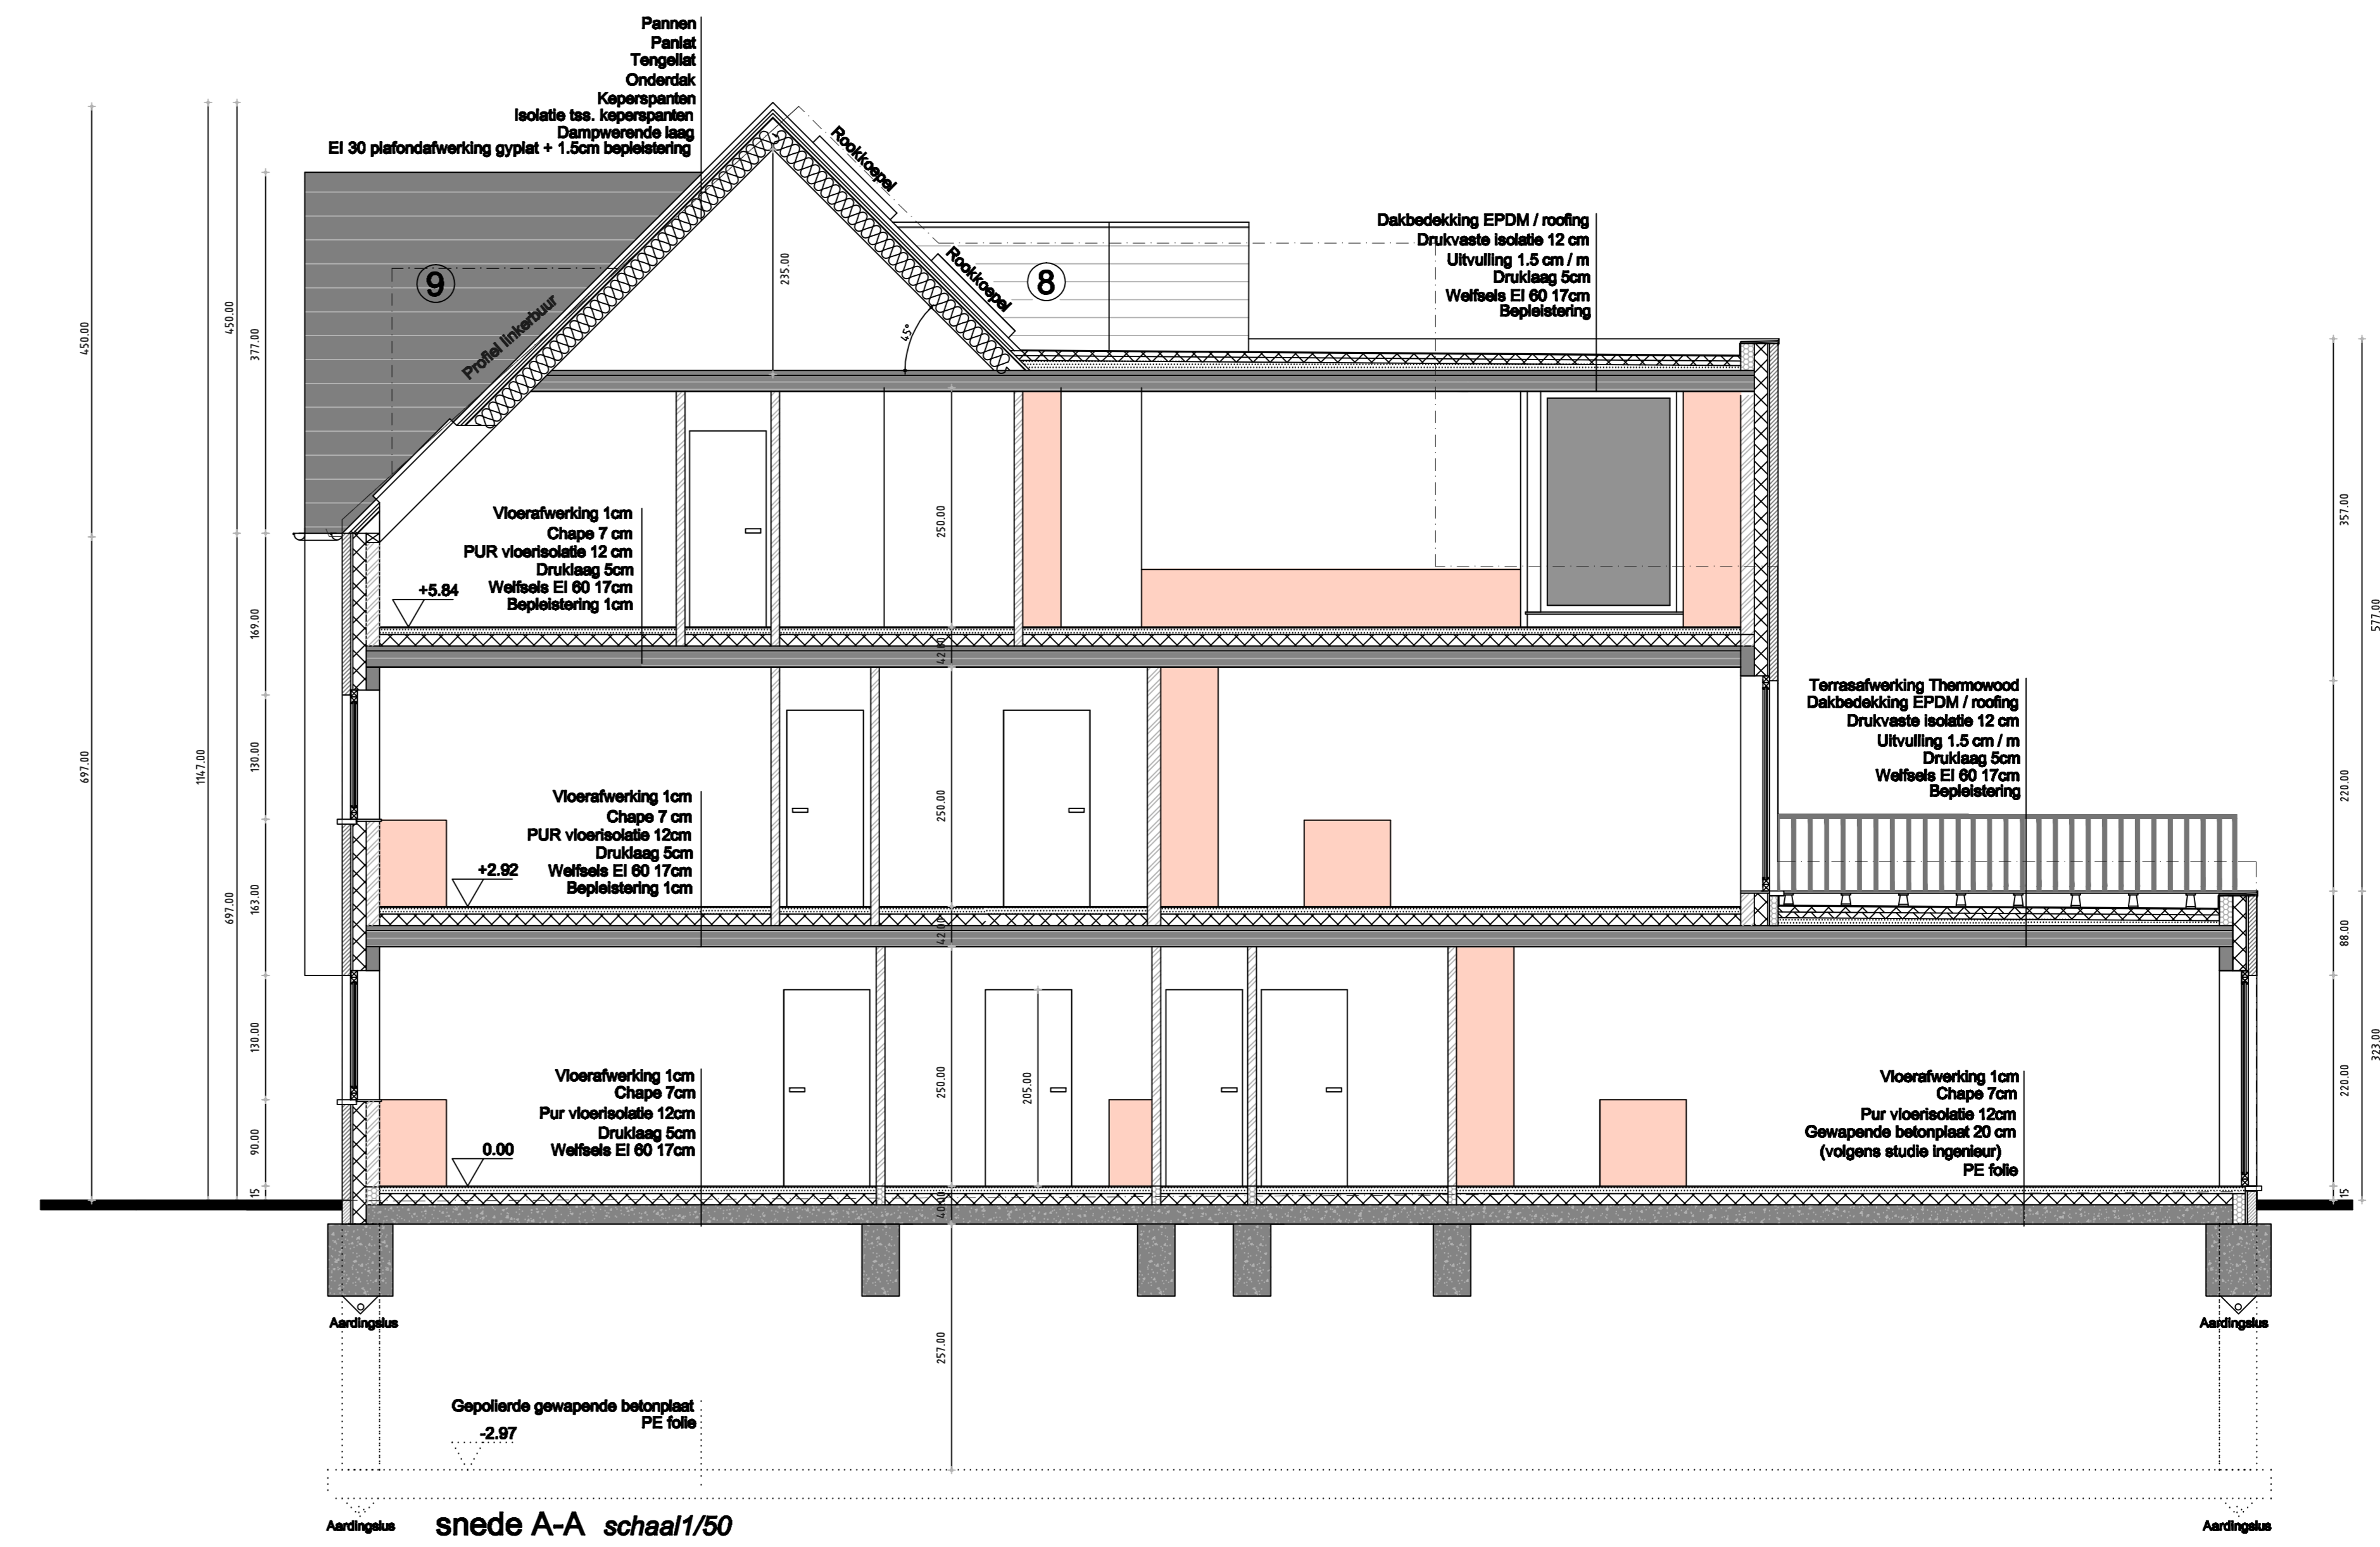 Pannen
Panlat
Tengellat
Onderdak
Keperspanten
Isolatie tss. keperspanten
Dampwerende laag
EI 30 plafondafwerking gyplat + 1.5cm bepleistering
Rookkoepel
Rookkoepel
9
8
Profiel linkerbuur
45°
235.00
Dakbedekking EPDM / roofing
Drukvaste isolatie 12 cm
Uitvulling 1.5 cm / m
Druklaag 5cm
Welfsels EI 60 17cm
Bepleistering
450.00
450.00
377.00
697.00
1147.00
697.00
169.00
130.00
163.00
130.00
90.00
15
Vloerafwerking 1cm
Chape 7 cm
PUR vloerisolatie 12 cm
Druklaag 5cm
Welfsels EI 60 17cm
Bepleistering 1cm
+5.84
250.00
42.00
357.00
577.00
220.00
88.00
323.00
220.00
15
Terrasafwerking Thermowood
Dakbedekking EPDM / roofing
Drukvaste isolatie 12 cm
Uitvulling 1.5 cm / m
Druklaag 5cm
Welfsels EI 60 17cm
Bepleistering
Vloerafwerking 1cm
Chape 7 cm
PUR vloerisolatie 12cm
Druklaag 5cm
Welfsels EI 60 17cm
Bepleistering 1cm
+2.92
250.00
42.00
Vloerafwerking 1cm
Chape 7cm
Pur vloerisolatie 12cm
Druklaag 5cm
Welfsels EI 60 17cm
0.00
250.00
205.00
40.00
Vloerafwerking 1cm
Chape 7cm
Pur vloerisolatie 12cm
Gewapende betonplaat 20 cm
(volgens studie ingenieur)
PE folie
Aardingslus
Aardingslus
257.00
Gepolierde gewapende betonplaat
PE folie
-2.97
Aardingslus
snede A-A schaal1/50
Aardingslus